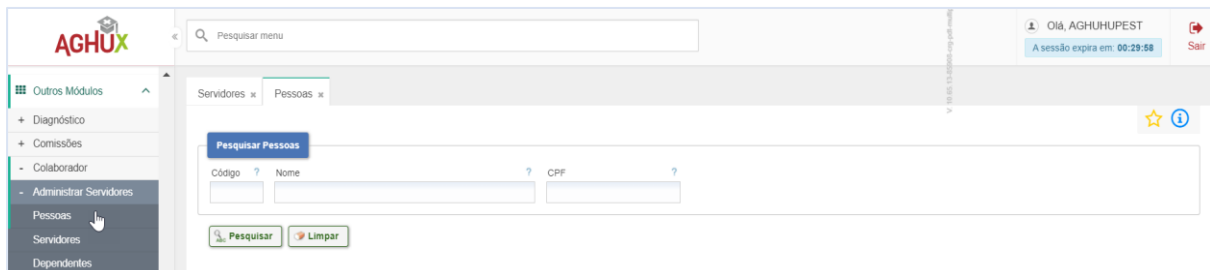 AGHUX
«
Pesquisar menu
Olá, AGHUHUPEST
A sessão expira em: 00:29:58
Sair
Outros Módulos
+ Diagnóstico
+ Comissões
- Colaborador
- Administrar Servidores
Pessoas
Servidores
Dependentes
Servidores x
Pessoas x
Pesquisar Pessoas
Código ? Nome ? CPF ?
Pesquisar
Limpar